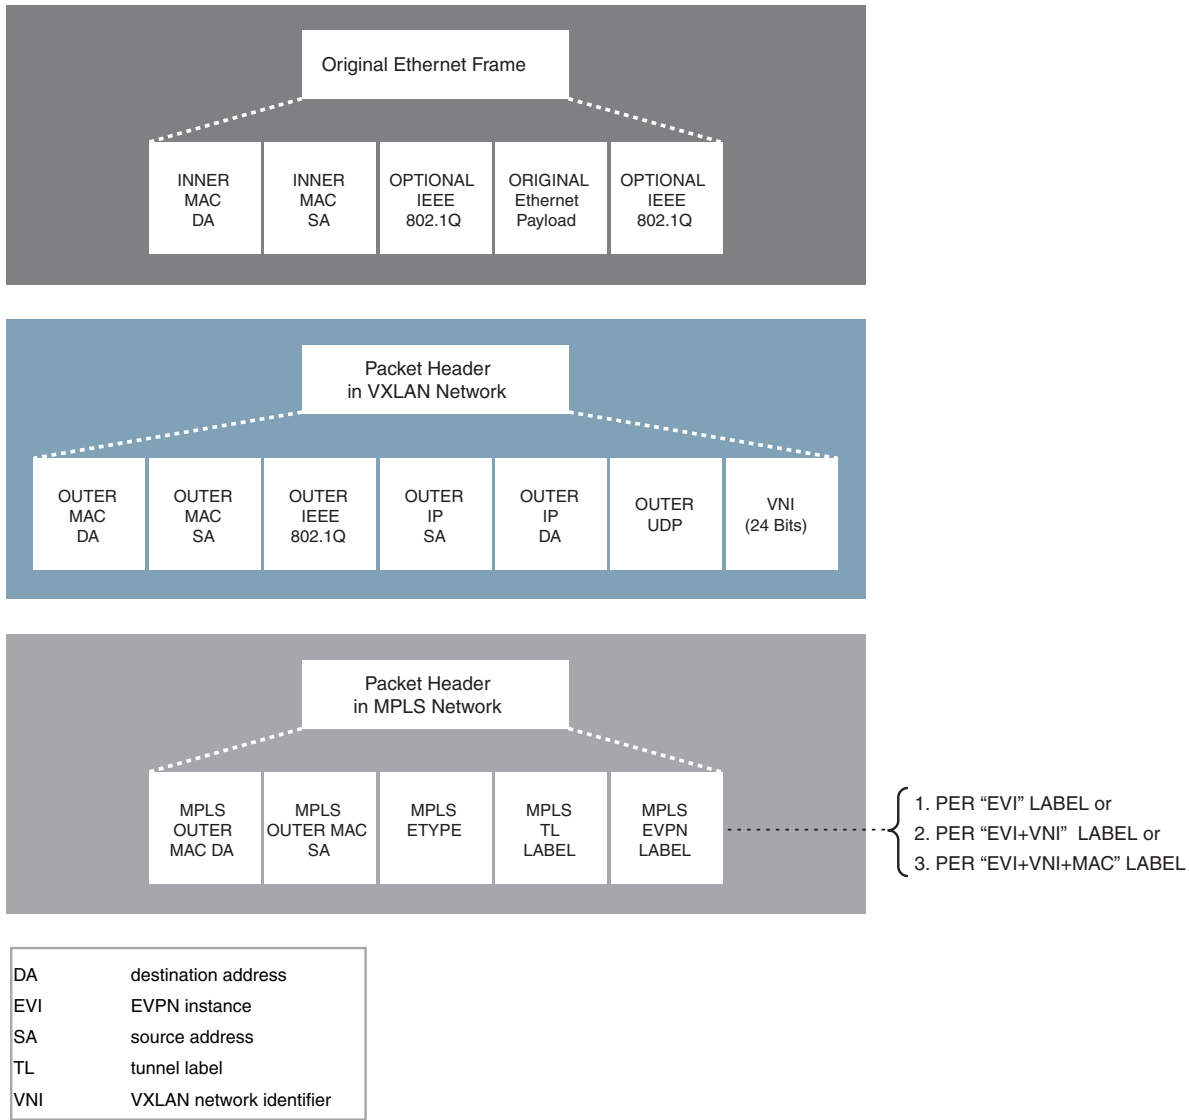 Original Ethernet Frame
INNER
MAC
DA
INNER
MAC
SA
OPTIONAL
IEEE
802.1Q
ORIGINAL
Ethernet
Payload
OPTIONAL
IEEE
802.1Q
Packet Header
in VXLAN Network
OUTER
MAC
DA
OUTER
MAC
SA
OUTER
IEEE
802.1Q
OUTER
IP
SA
OUTER
IP
DA
OUTER
UDP
VNI
(24 Bits)
Packet Header
in MPLS Network
MPLS
OUTER
MAC DA
MPLS
OUTER MAC
SA
MPLS
ETYPE
MPLS
TL
LABEL
MPLS
EVPN
LABEL
1. PER “EVI” LABEL or
2. PER “EVI+VNI” LABEL or
3. PER “EVI+VNI+MAC” LABEL
DA destination address
EVI EVPN instance
SA source address
TL tunnel label
VNI VXLAN network identifier